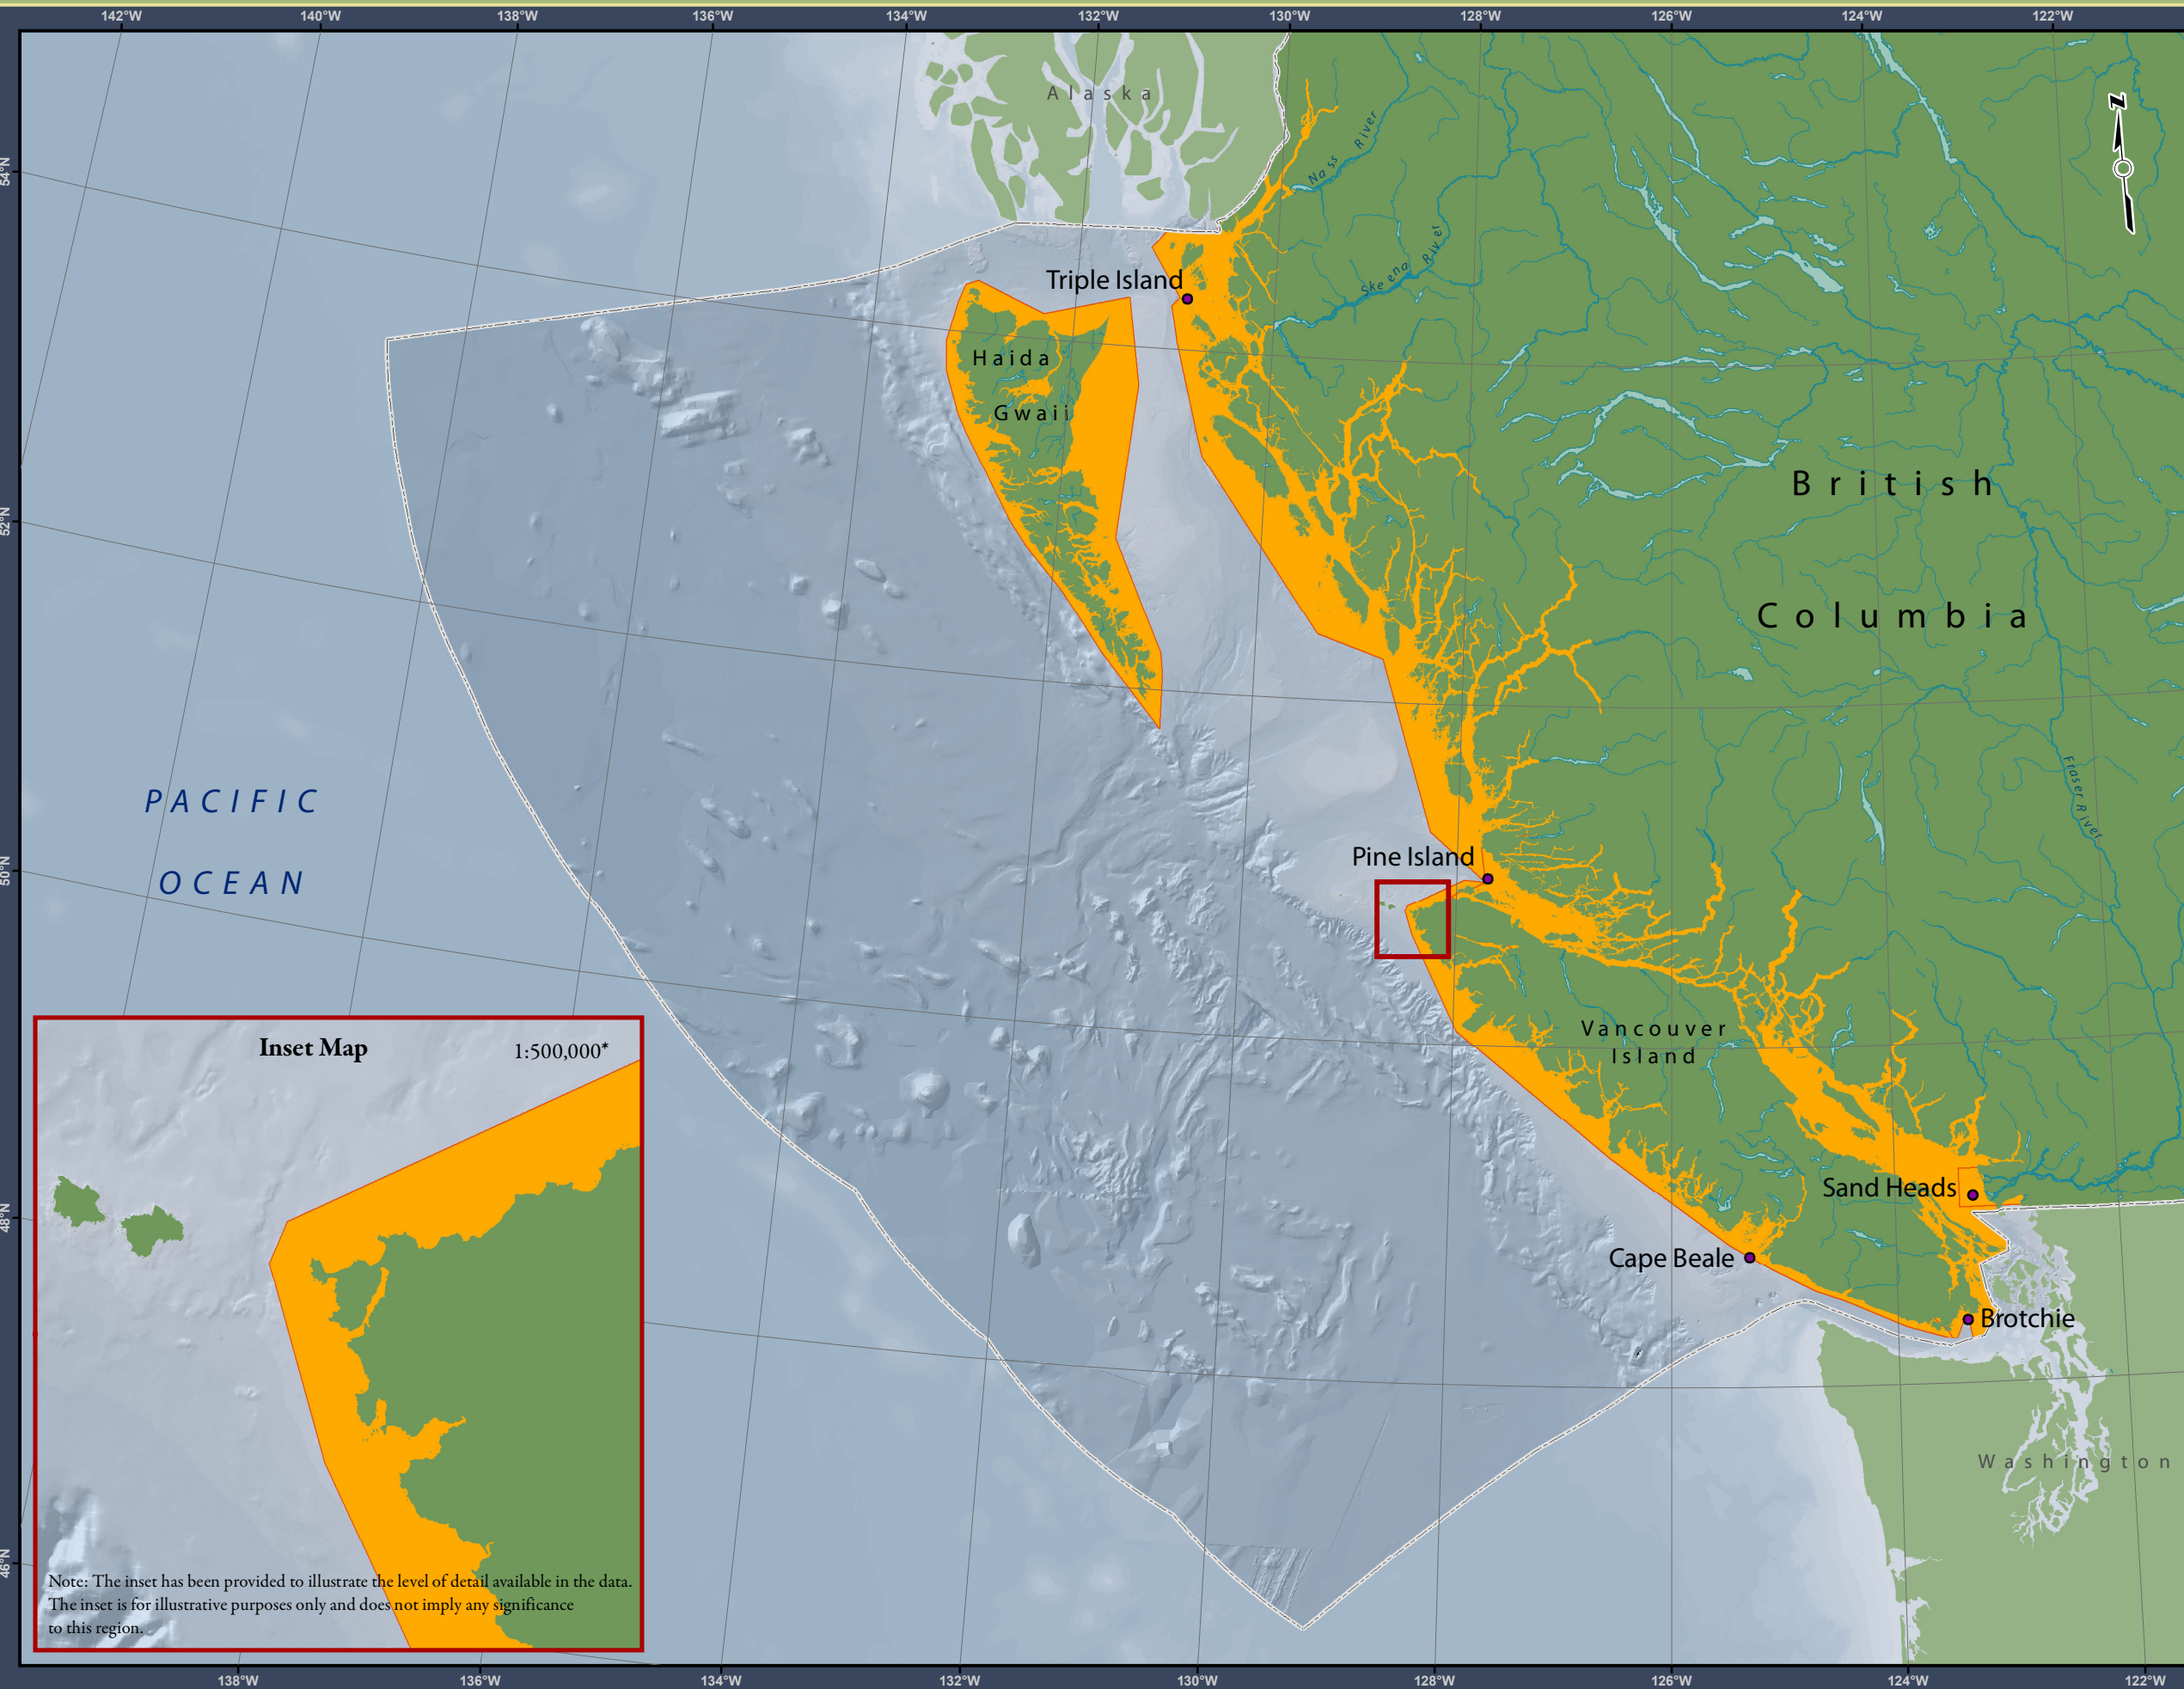 142°W 140°W 138°W 136°W 134°W 132°W 130°W 128°W 126°W 124°W 122°W
Alaska
N
Nass River
54°N
Skeena River
Triple Island
Haida
Gwaii
British
52°N
Columbia
PACIFIC
Fraser River
Pine Island
50°N
OCEAN
Vancouver
Island
Inset Map
1:500,000*
Sand Heads
48°N
Cape Beale
Brotchie
Washington
46°N
Note: The inset has been provided to illustrate the level of detail available in the data.
The inset is for illustrative purposes only and does not imply any significance
to this region.
138°W 136°W 134°W 132°W 130°W 128°W 126°W 124°W 122°W